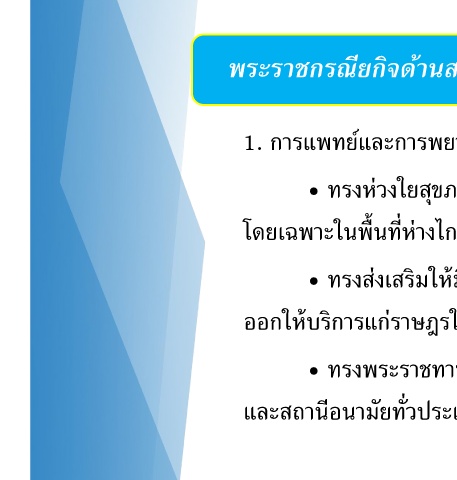 พระราชกรณียกิจด้านส
1. การแพทย์และการพย
• ทรงห่วงใยสุขภ
โดยเฉพาะในพื้นที่ห่างไก
• ทรงส่งเสริมให้
ออกให้บริการแก่ราษฎรใ
• ทรงพระราชทา
และสถานีอนามัยทั่วประเ